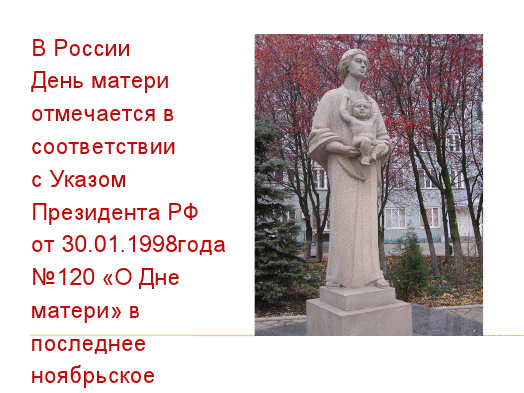 В России
День матери
отмечается в
соответствии
с Указом
Президента РФ
от 30.01.1998года
№120 «О Дне
матери» в
последнее
ноябрьское